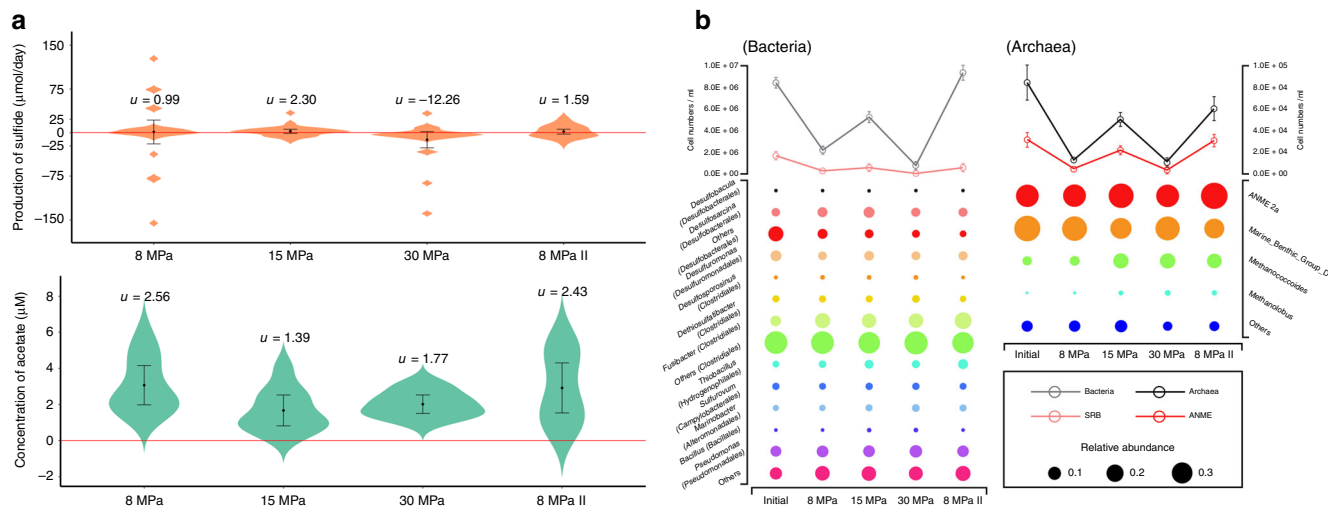 a
Production of sulfide (μmol/day)
150
75
25
0
−25
−75
−150
u = 0.99
u = 2.30
u = −12.26
u = 1.59
8 MPa
15 MPa
30 MPa
8 MPa II
Concentration of acetate (μM)
8
6
4
2
0
−2
u = 2.56
u = 1.39
u = 1.77
u = 2.43
8 MPa
15 MPa
30 MPa
8 MPa II
b
(Bacteria)
(Archaea)
Cell numbers / ml
1.0E + 07
8.0E + 06
6.0E + 06
4.0E + 06
2.0E + 06
0.0E + 00
1.0E + 05
8.0E + 04
6.0E + 04
4.0E + 04
2.0E + 04
0.0E + 00
Cell numbers / ml
Desulfobacula
(Desulfobacterales)
Desulfosarcina
(Desulfobacterales)
Others
(Desulfobacterales)
Desulfuromonas
(Desulfuromonadales)
Desulfosporosinus
(Clostridiales)
Dethiosulfatibacter
(Clostridiales)
Fusibacter (Clostridiales)
Others (Clostridiales)
Thiobacillus
(Hydrogenophilales)
Sulfurovum
(Campylobacterales)
Marinobacter
(Alteromonadales)
Bacillus (Bacillales)
Pseudomonas
(Pseudomonadales)
Others
Initial
8 MPa
15 MPa
30 MPa
8 MPa II
ANME 2a
Marine_Benthic_Group_D
Methanococcoides
Methanolobus
Others
Initial
8 MPa
15 MPa
30 MPa
8 MPa II
Bacteria
Archaea
SRB
ANME
Relative abundance
0.1
0.2
0.3